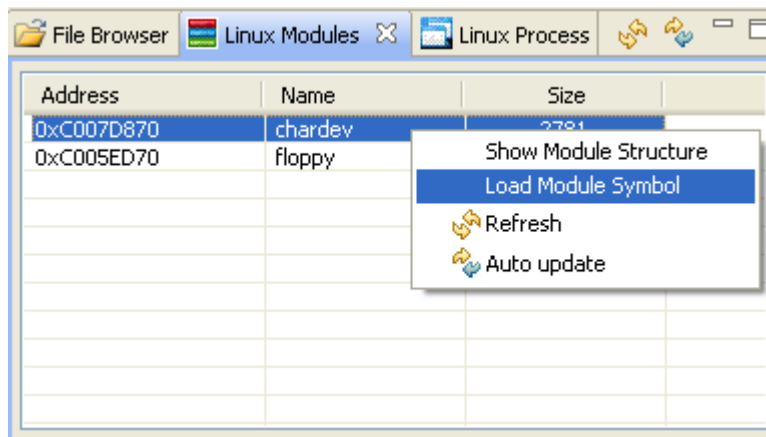 File Browser Linux Modules Linux Process
Address Name Size
0xC007D870 chardev 2781
0xC005ED70 floppy
Show Module Structure
Load Module Symbol
Refresh
Auto update